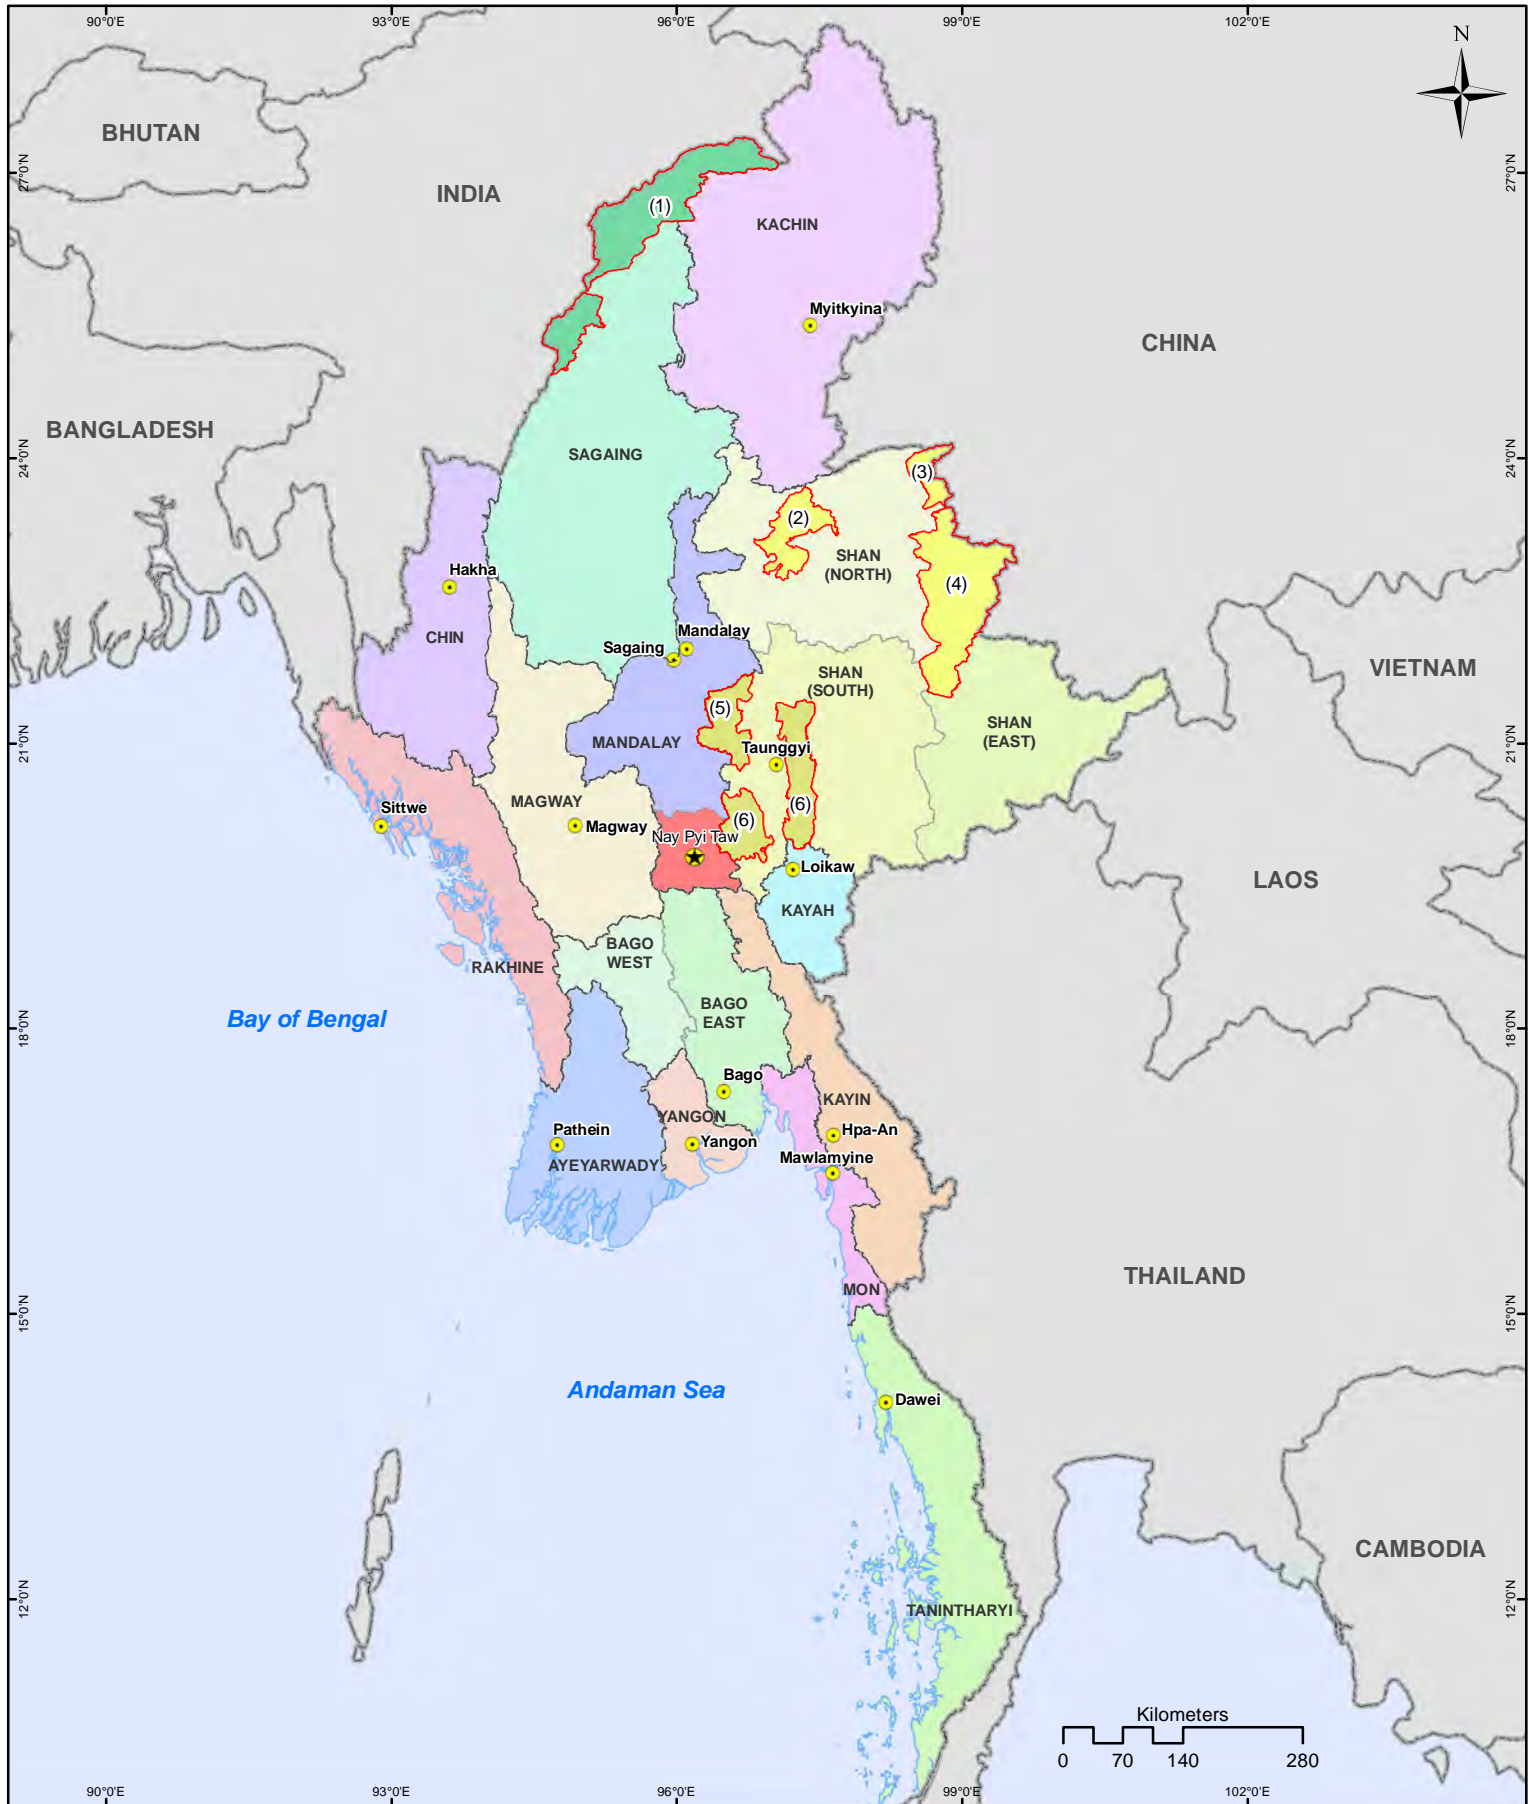 90°0'E
93°0'E
96°0'E
99°0'E
102°0'E
N
BHUTAN
27°0'N
27°0'N
INDIA
(1)
KACHIN
Myitkyina
CHINA
BANGLADESH
SAGAING
24°0'N
24°0'N
(3)
(2)
SHAN
(NORTH)
(4)
Hakha
CHIN
Mandalay
Sagaing
SHAN
(SOUTH)
VIETNAM
(5)
SHAN
(EAST)
21°0'N
21°0'N
MANDALAY
Taunggyi
MAGWAY
Sittwe
(6)
(6)
Magway
Nay Pyi Taw
Loikaw
LAOS
KAYAH
BAGO
WEST
RAKHINE
BAGO
EAST
Bay of Bengal
18°0'N
18°0'N
Bago
KAYIN
YANGON
Pathein
Hpa-An
Yangon
Mawlamyine
AYEYARWADY
THAILAND
MON
15°0'N
15°0'N
Andaman Sea
Dawei
CAMBODIA
12°0'N
12°0'N
TANINTHARYI
Kilometers
0 70 140 280
90°0'E
93°0'E
96°0'E
99°0'E
102°0'E